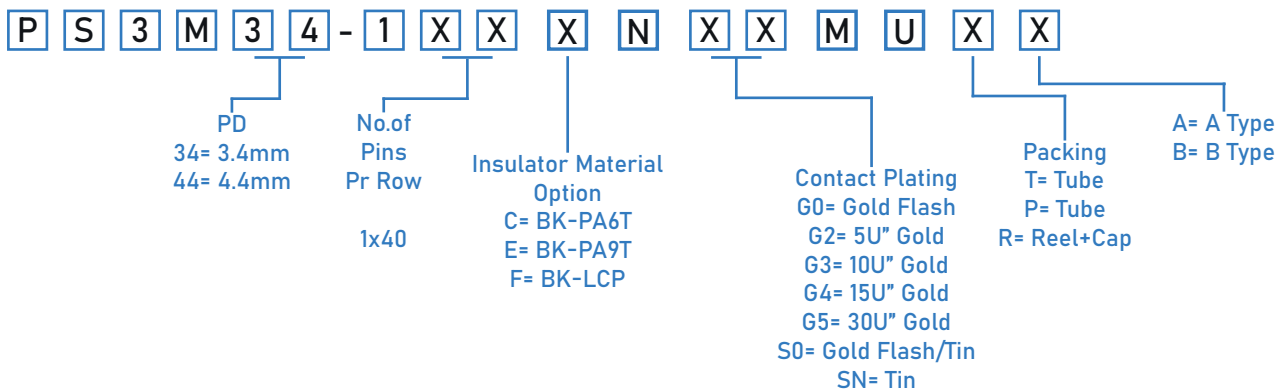 P S 3 M 3 4 - 1 X X X N X X M U X X
PD
34= 3.4mm
44= 4.4mm
No.of
Pins
Pr Row
1x40
Insulator Material
Option
C= BK-PA6T
E= BK-PA9T
F= BK-LCP
Contact Plating
G0= Gold Flash
G2= 5U" Gold
G3= 10U" Gold
G4= 15U" Gold
G5= 30U" Gold
S0= Gold Flash/Tin
SN= Tin
Packing
T= Tube
P= Tube
R= Reel+Cap
A= A Type
B= B Type